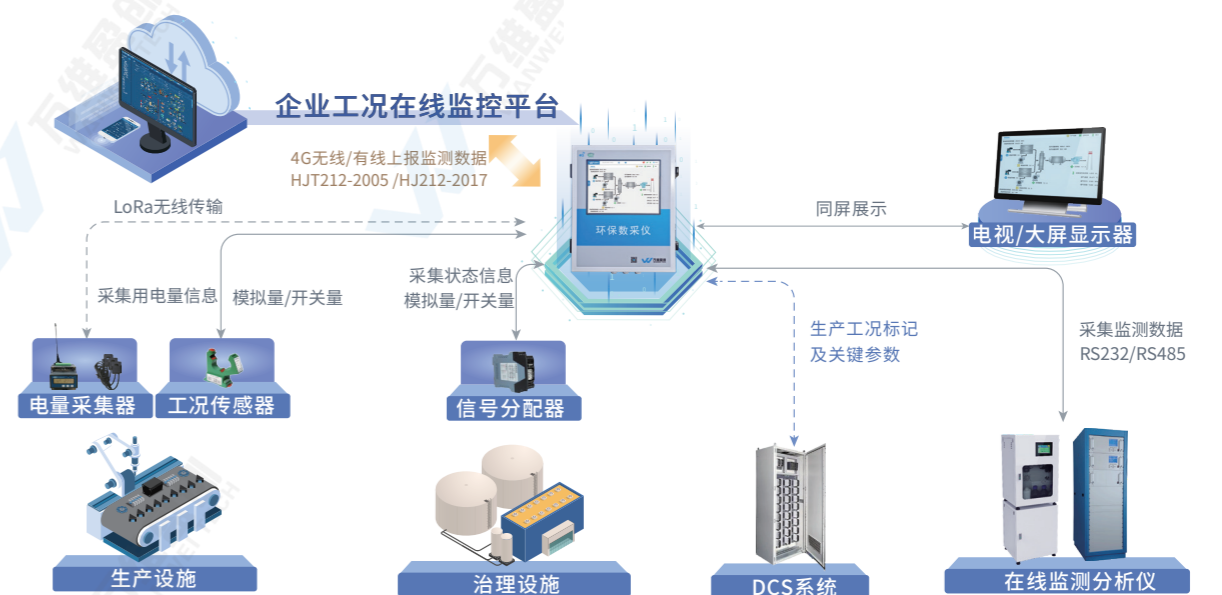 企业工况在线监控平台
4G无线/有线上报监测数据
HJT212-2005 /HJ212-2017
LoRa无线传输
环保数采仪
同屏展示
电视/大屏显示器
采集用电量信息
模拟量/开关量
采集状态信息
模拟量/开关量
生产工况标记
及关键参数
采集监测数据
RS232/RS485
电量采集器
工况传感器
信号分配器
生产设施
治理设施
DCS系统
在线监测分析仪